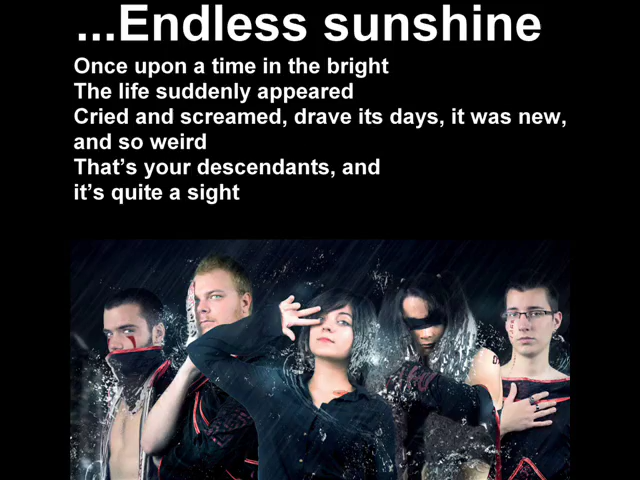 ...Endless sunshine
Once upon a time in the bright
The life suddenly appeared
Cried and screamed, drave its days, it was new,
and so weird
That’s your descendants, and
it’s quite a sight